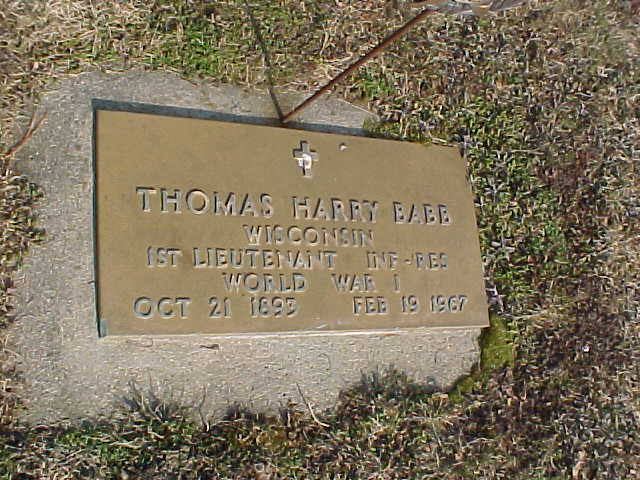 THOMAS HARRY BABB
WISCONSIN
1ST LIEUTENANT INF-RES
WORLD WAR I
OCT 21 1893 FEB 19 1967